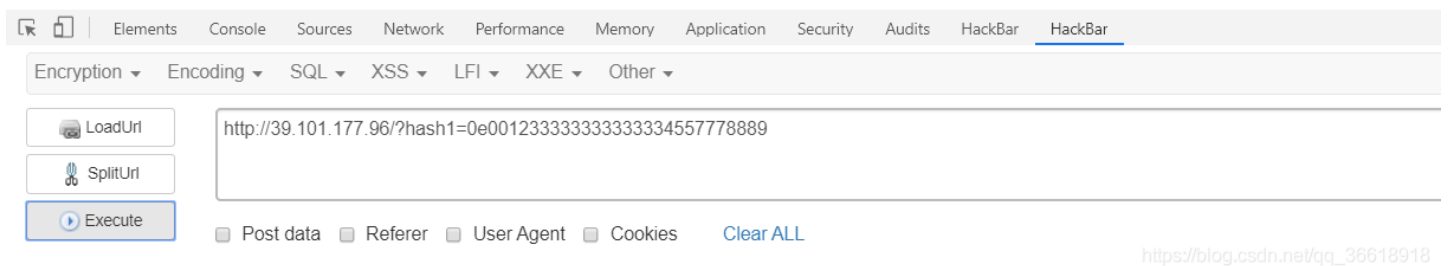 Elements Console Sources Network Performance Memory Application Security Audits HackBar HackBar
Encryption Encoding SQL XSS LFI XXE Other
LoadUrl
http://39.101.177.96/?hash1=0e001233333333333334557778889
SplitUrl
Execute
Post data Referer User Agent Cookies Clear ALL
https://blog.csdn.net/qq_36618918